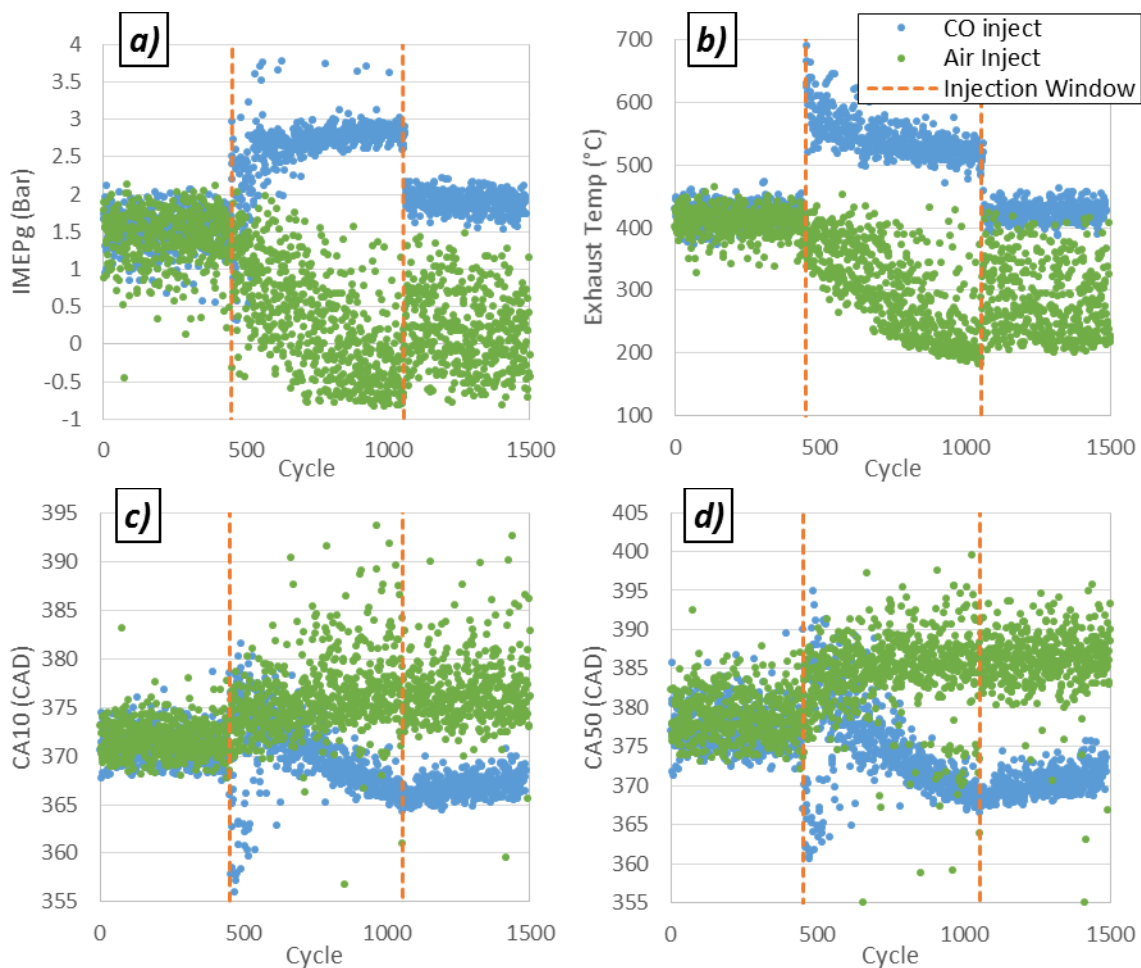 a)
IMEPg (Bar)
4
3.5
3
2.5
2
1.5
1
0.5
0
-0.5
-1
0 500 1000 1500
Cycle
b)
CO inject
Air Inject
Injection Window
Exhaust Temp (°C)
700
600
500
400
300
200
100
0 500 1000 1500
Cycle
c)
CA10 (CAD)
395
390
385
380
375
370
365
360
355
0 500 1000 1500
Cycle
d)
CA50 (CAD)
405
400
395
390
385
380
375
370
365
360
355
0 500 1000 1500
Cycle